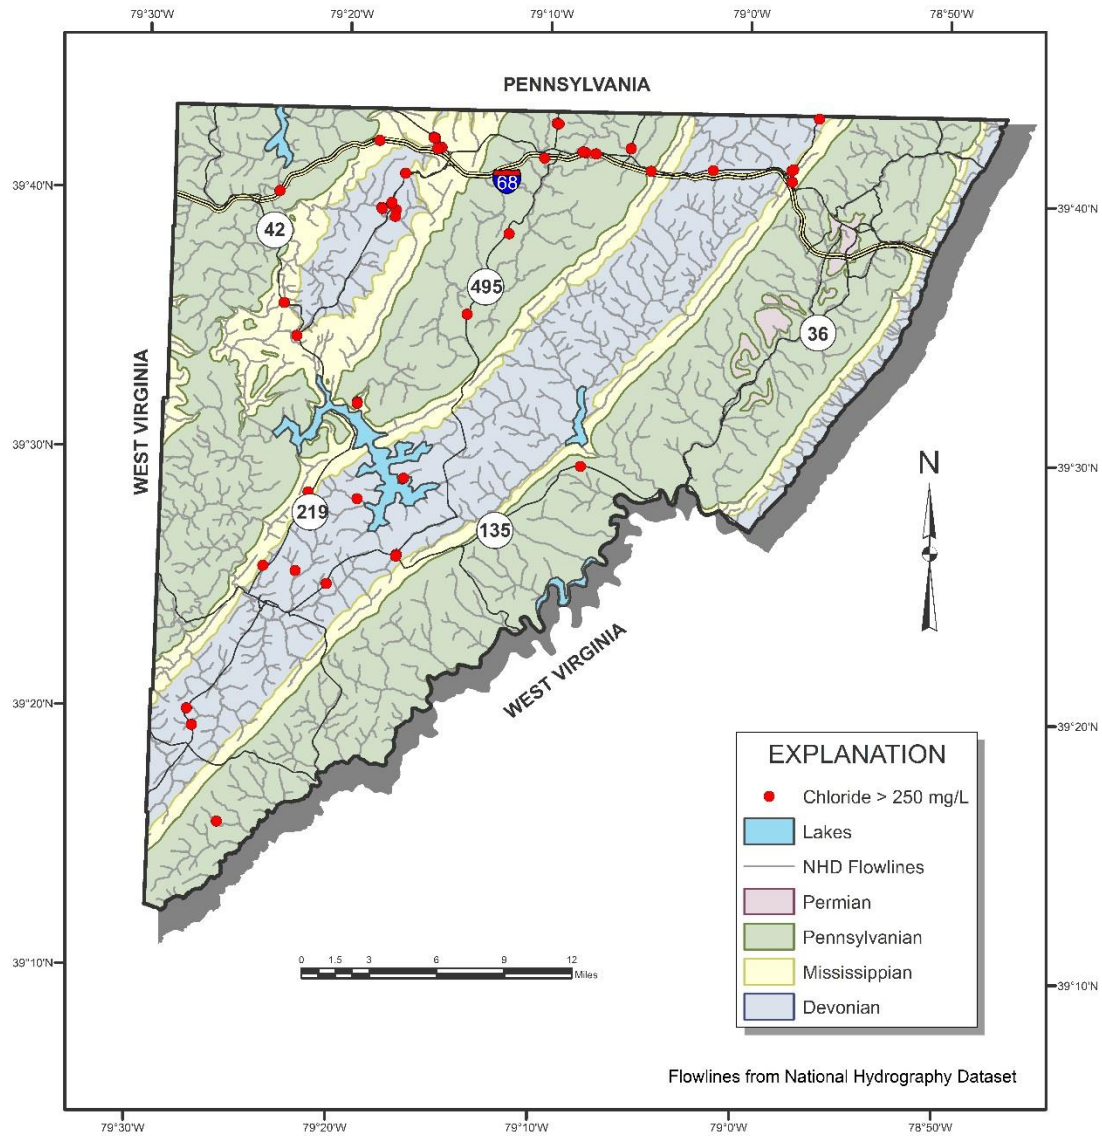 79°30'W 79°20'W 79°10'W 79°0'W 78°50'W
PENNSYLVANIA
39°40'N 39°40'N
68
42
495
36
WEST VIRGINIA
39°30'N 39°30'N
N
219
135
WEST VIRGINIA
39°20'N 39°20'N
EXPLANATION
Chloride > 250 mg/L
Lakes
NHD Flowlines
Permian
Pennsylvanian
Mississippian
Devonian
39°10'N 39°10'N
0 1.5 3 6 9 12
Miles
Flowlines from National Hydrography Dataset
79°30'W 79°20'W 79°10'W 79°0'W 78°50'W